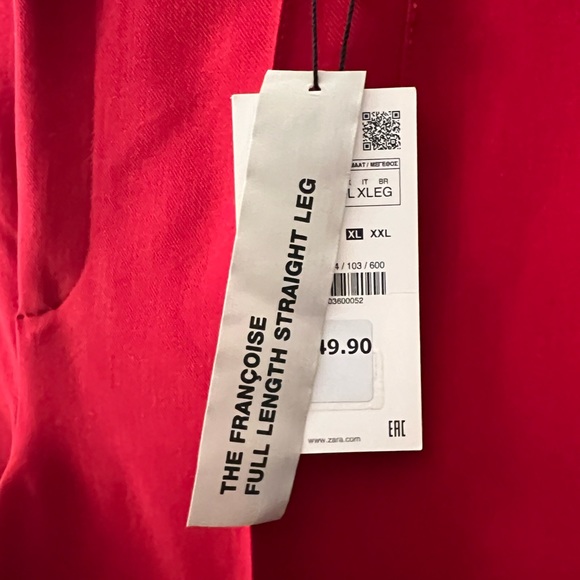 THE FRANÇOISE
FULL LENGTH STRAIGHT LEG
IT BR
XLEG
XL XXL
/ 103 / 600
03600052
49.90
www.zara.com
EAC